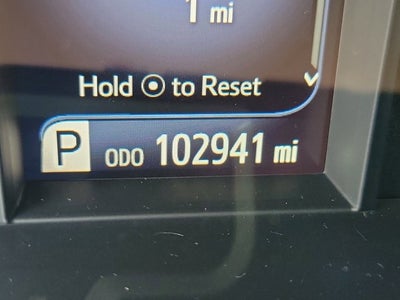 1 mi
Hold ⊙ to Reset
P ODO 102941 mi